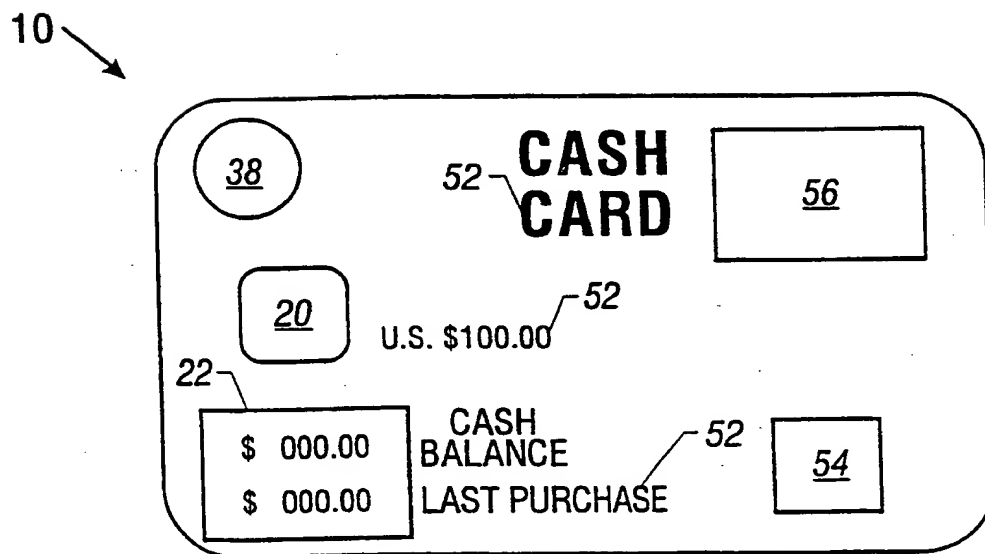 10
38
CASH
52
CARD
56
20
52
U.S. $100.00
22
$ 000.00
CASH
BALANCE
52
$ 000.00
LAST PURCHASE
54